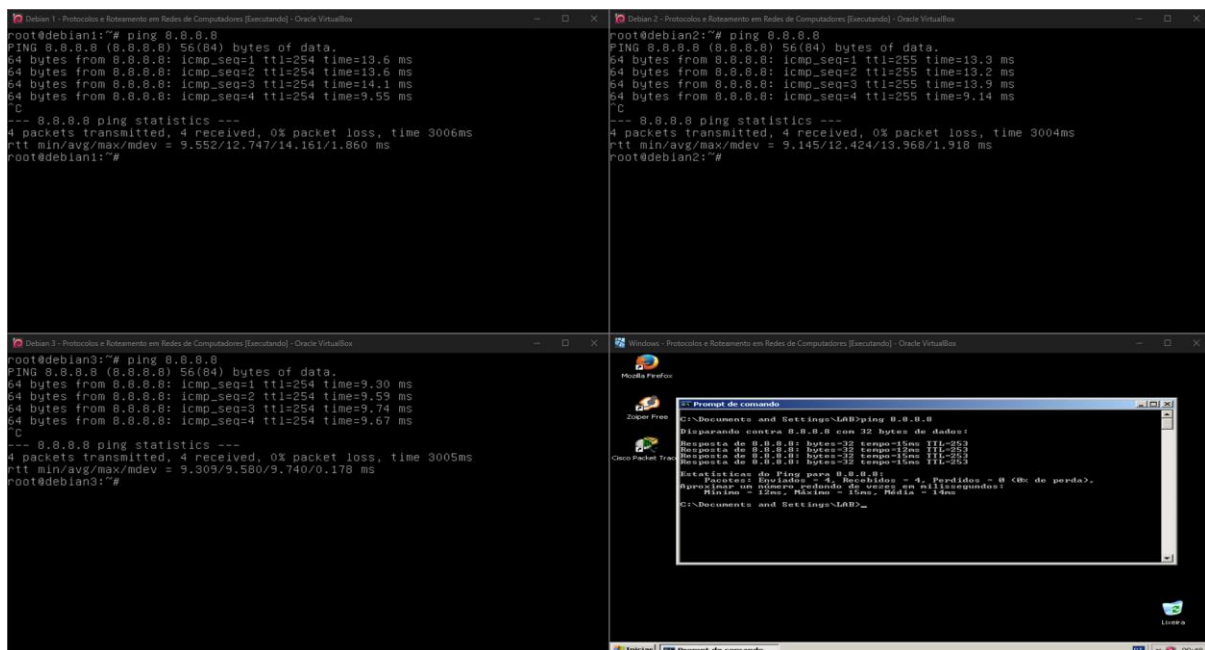 Debian 1 - Protocolos e Roteamento em Redes de Computadores [Executando] - Oracle VirtualBox
root@debian1:~# ping 8.8.8.8
PING 8.8.8.8 (8.8.8.8) 56(84) bytes of data.
64 bytes from 8.8.8.8: icmp_seq=1 ttl=254 time=13.6 ms
64 bytes from 8.8.8.8: icmp_seq=2 ttl=254 time=13.6 ms
64 bytes from 8.8.8.8: icmp_seq=3 ttl=254 time=14.1 ms
64 bytes from 8.8.8.8: icmp_seq=4 ttl=254 time=9.55 ms
^C
--- 8.8.8.8 ping statistics ---
4 packets transmitted, 4 received, 0% packet loss, time 3006ms
rtt min/avg/max/mdev = 9.552/12.747/14.161/1.860 ms
root@debian1:~#
Debian 2 - Protocolos e Roteamento em Redes de Computadores [Executando] - Oracle VirtualBox
root@debian2:~# ping 8.8.8.8
PING 8.8.8.8 (8.8.8.8) 56(84) bytes of data.
64 bytes from 8.8.8.8: icmp_seq=1 ttl=255 time=13.3 ms
64 bytes from 8.8.8.8: icmp_seq=2 ttl=255 time=13.2 ms
64 bytes from 8.8.8.8: icmp_seq=3 ttl=255 time=13.9 ms
64 bytes from 8.8.8.8: icmp_seq=4 ttl=255 time=9.14 ms
^C
--- 8.8.8.8 ping statistics ---
4 packets transmitted, 4 received, 0% packet loss, time 3004ms
rtt min/avg/max/mdev = 9.145/12.424/13.968/1.918 ms
root@debian2:~#
Debian 3 - Protocolos e Roteamento em Redes de Computadores [Executando] - Oracle VirtualBox
root@debian3:~# ping 8.8.8.8
PING 8.8.8.8 (8.8.8.8) 56(84) bytes of data.
64 bytes from 8.8.8.8: icmp_seq=1 ttl=254 time=9.30 ms
64 bytes from 8.8.8.8: icmp_seq=2 ttl=254 time=9.59 ms
64 bytes from 8.8.8.8: icmp_seq=3 ttl=254 time=9.74 ms
64 bytes from 8.8.8.8: icmp_seq=4 ttl=254 time=9.67 ms
^C
--- 8.8.8.8 ping statistics ---
4 packets transmitted, 4 received, 0% packet loss, time 3005ms
rtt min/avg/max/mdev = 9.309/9.580/9.740/0.178 ms
root@debian3:~#
Windows - Protocolos e Roteamento em Redes de Computadores [Executando] - Oracle VirtualBox
Mozilla Firefox
Zoiper Free
Cisco Packet Trac
Prompt de comando
C:\Documents and Settings\LAB>ping 8.8.8.8
Disparando contra 8.8.8.8 com 32 bytes de dados:
Resposta de 8.8.8.8: bytes=32 tempo=15ms TTL=253
Resposta de 8.8.8.8: bytes=32 tempo=12ms TTL=253
Resposta de 8.8.8.8: bytes=32 tempo=15ms TTL=253
Resposta de 8.8.8.8: bytes=32 tempo=15ms TTL=253
Estatísticas do Ping para 8.8.8.8:
Pacotes: Enviados = 4, Recebidos = 4, Perdidos = 0 (0% de perda),
Aproximar um número redondo de vezes em milissegundos:
Mínimo = 12ms, Máximo = 15ms, Média = 14ms
C:\Documents and Settings\LAB>_
Lixeira
Iniciar
Prompt de comando